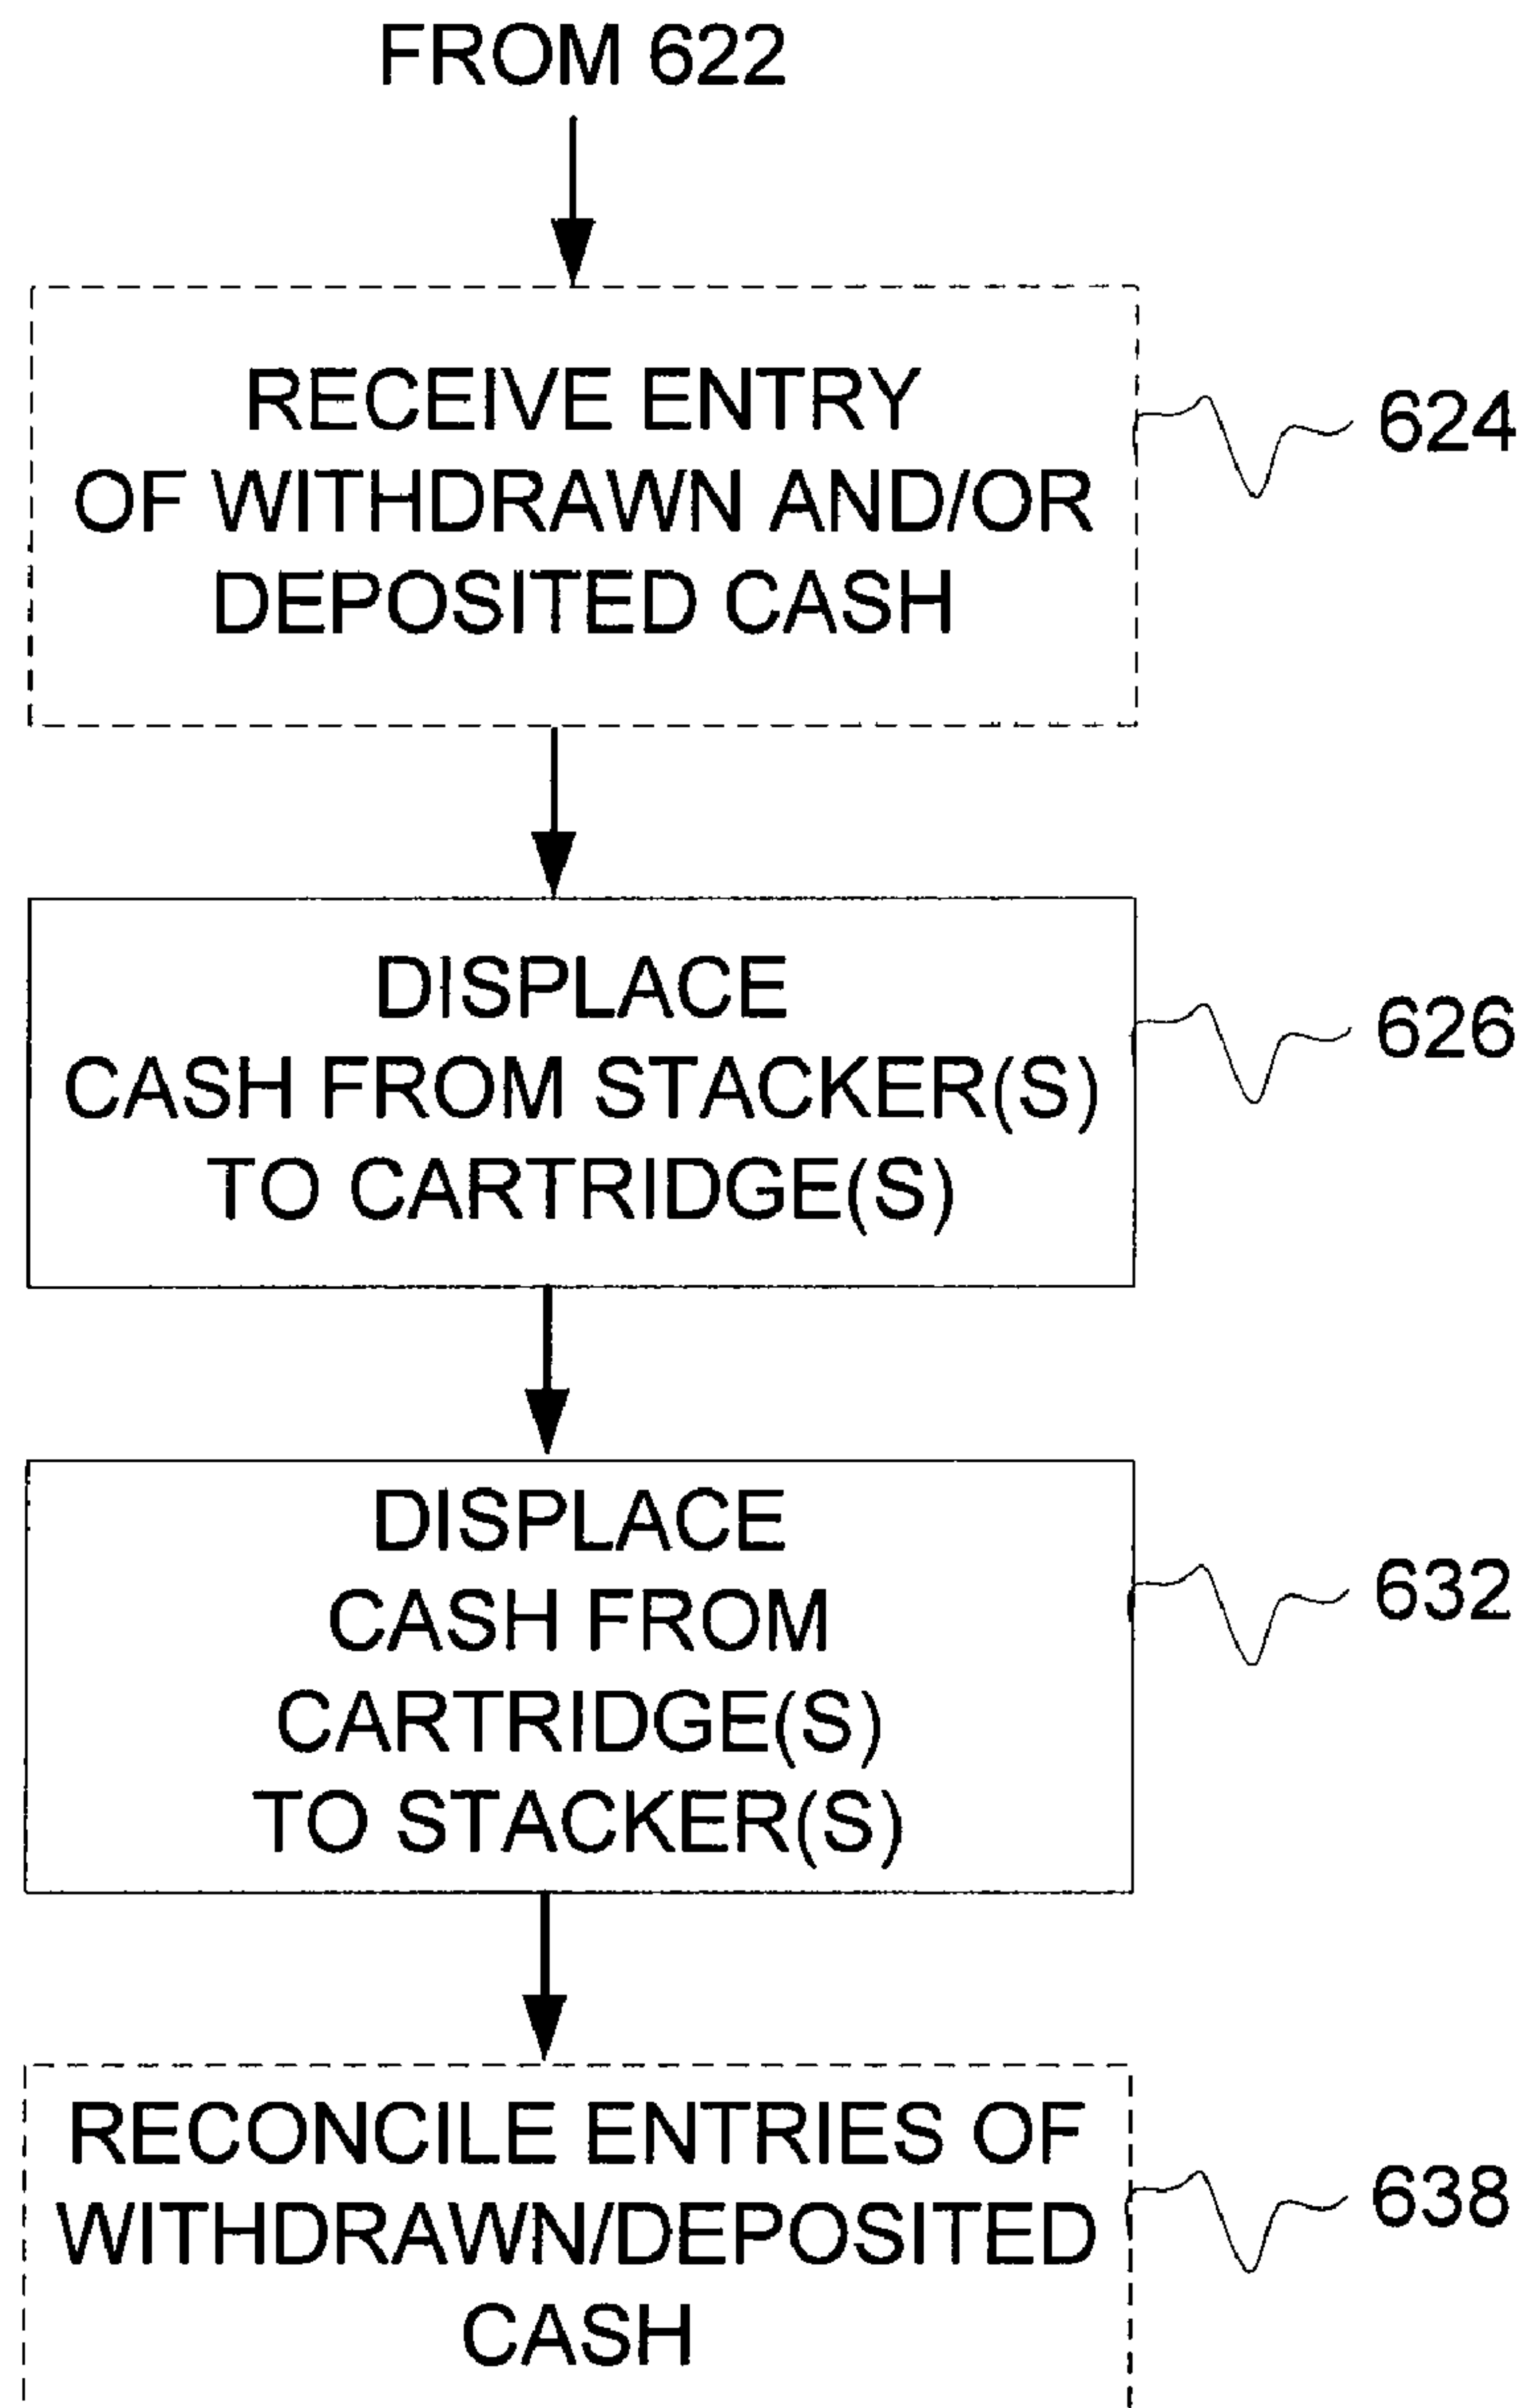 FROM 622
RECEIVE ENTRY
OF WITHDRAWN AND/OR
DEPOSITED CASH
624
DISPLACE
CASH FROM STACKER(S)
TO CARTRIDGE(S)
626
DISPLACE
CASH FROM
CARTRIDGE(S)
TO STACKER(S)
632
RECONCILE ENTRIES OF
WITHDRAWN/DEPOSITED
CASH
638